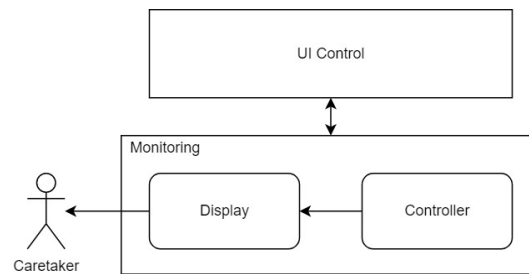 UI Control
Monitoring
Display
Controller
Caretaker